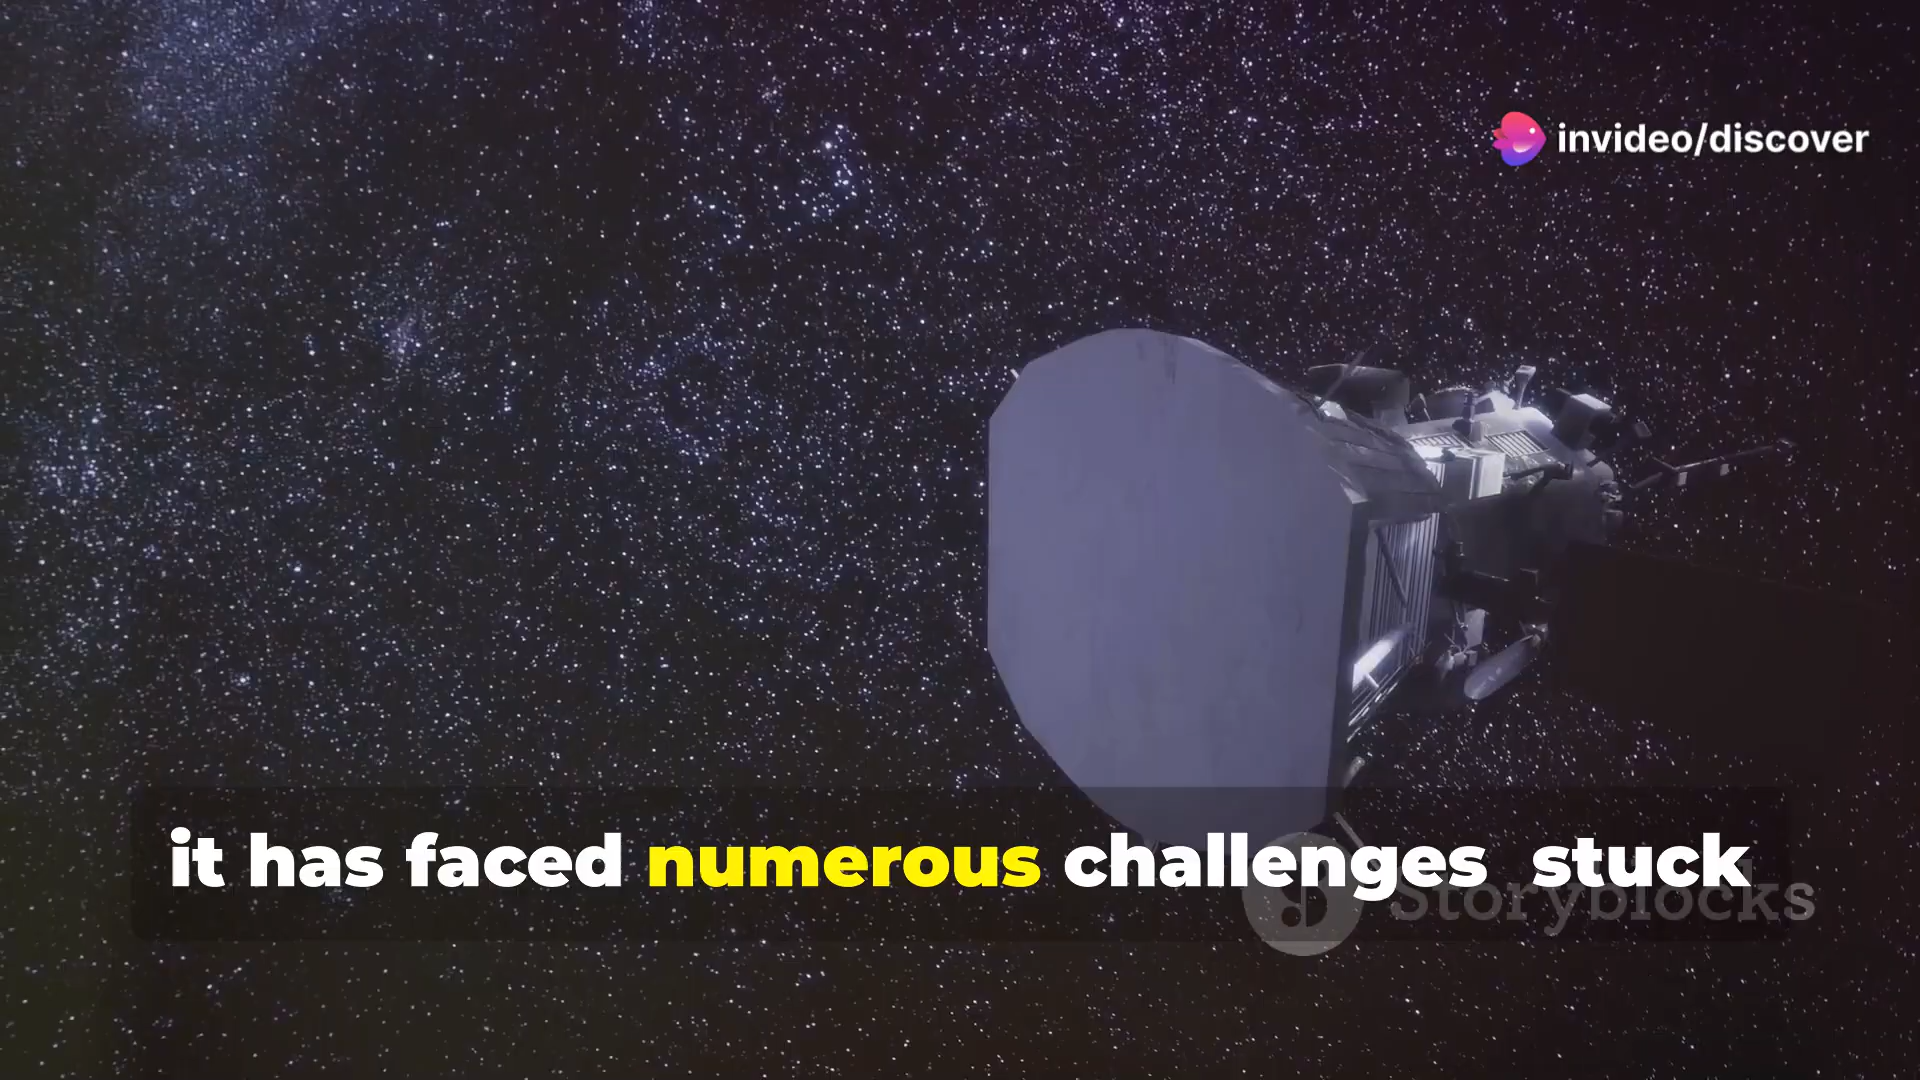 invideo/discover
it has faced numerous challenges  stuck
Storyblocks